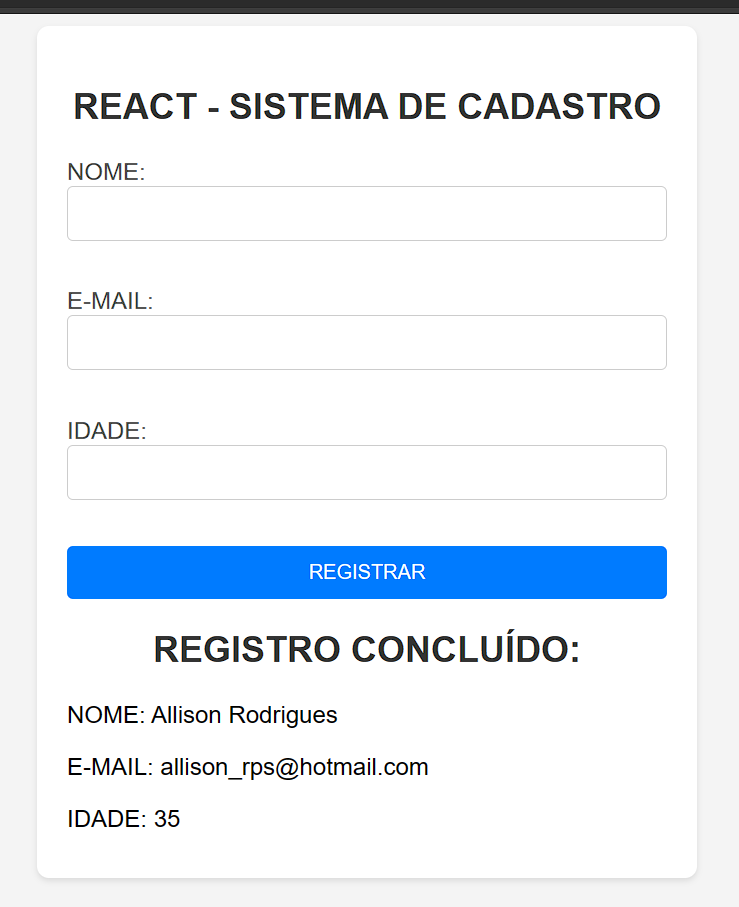 REACT - SISTEMA DE CADASTRO
NOME:
E-MAIL:
IDADE:
REGISTRAR
REGISTRO CONCLUÍDO:
NOME: Allison Rodrigues
E-MAIL: allison_rps@hotmail.com
IDADE: 35